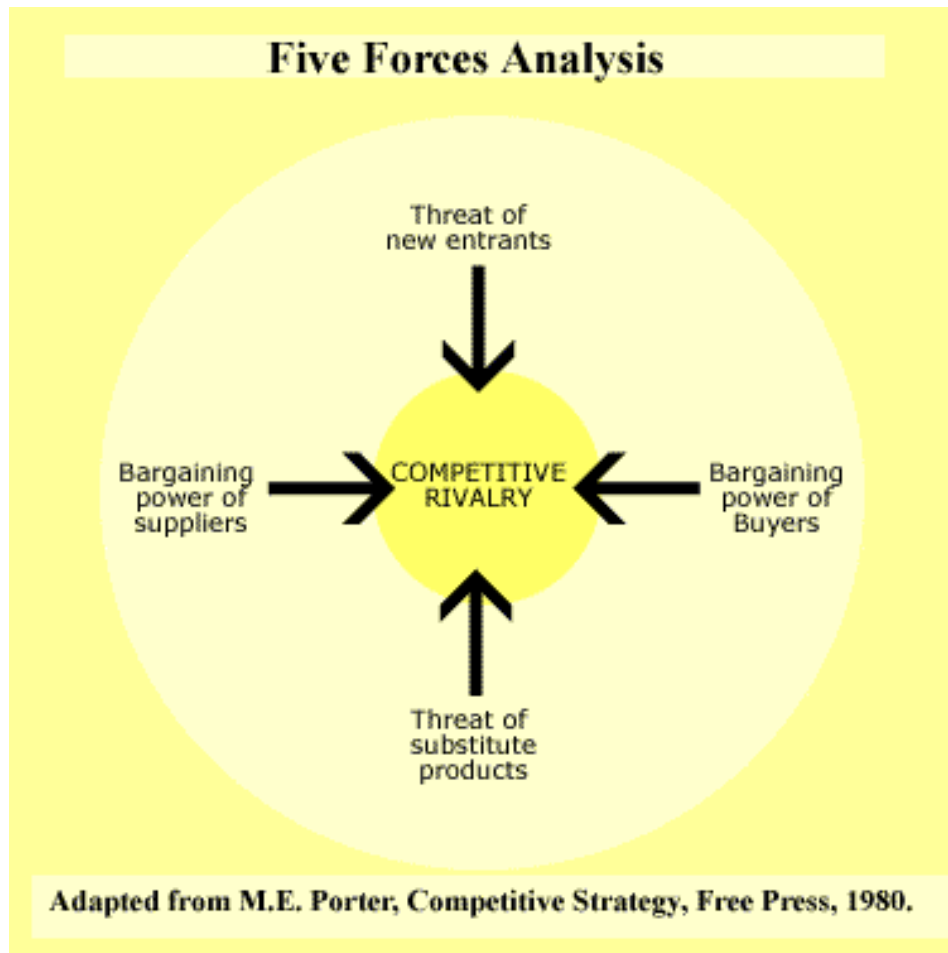 Five Forces Analysis
Threat of
new entrants
Bargaining
power of
suppliers
COMPETITIVE
RIVALRY
Bargaining
power of
Buyers
Threat of
substitute
products
Adapted from M.E. Porter, Competitive Strategy, Free Press, 1980.